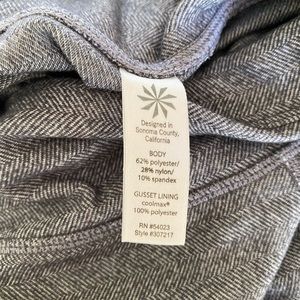 Designed in
Sonoma County,
California
BODY
62% polyester/
28% nylon/
10% spandex
GUSSET LINING
coolmax®
100% polyester
RN #54023
Style #307217